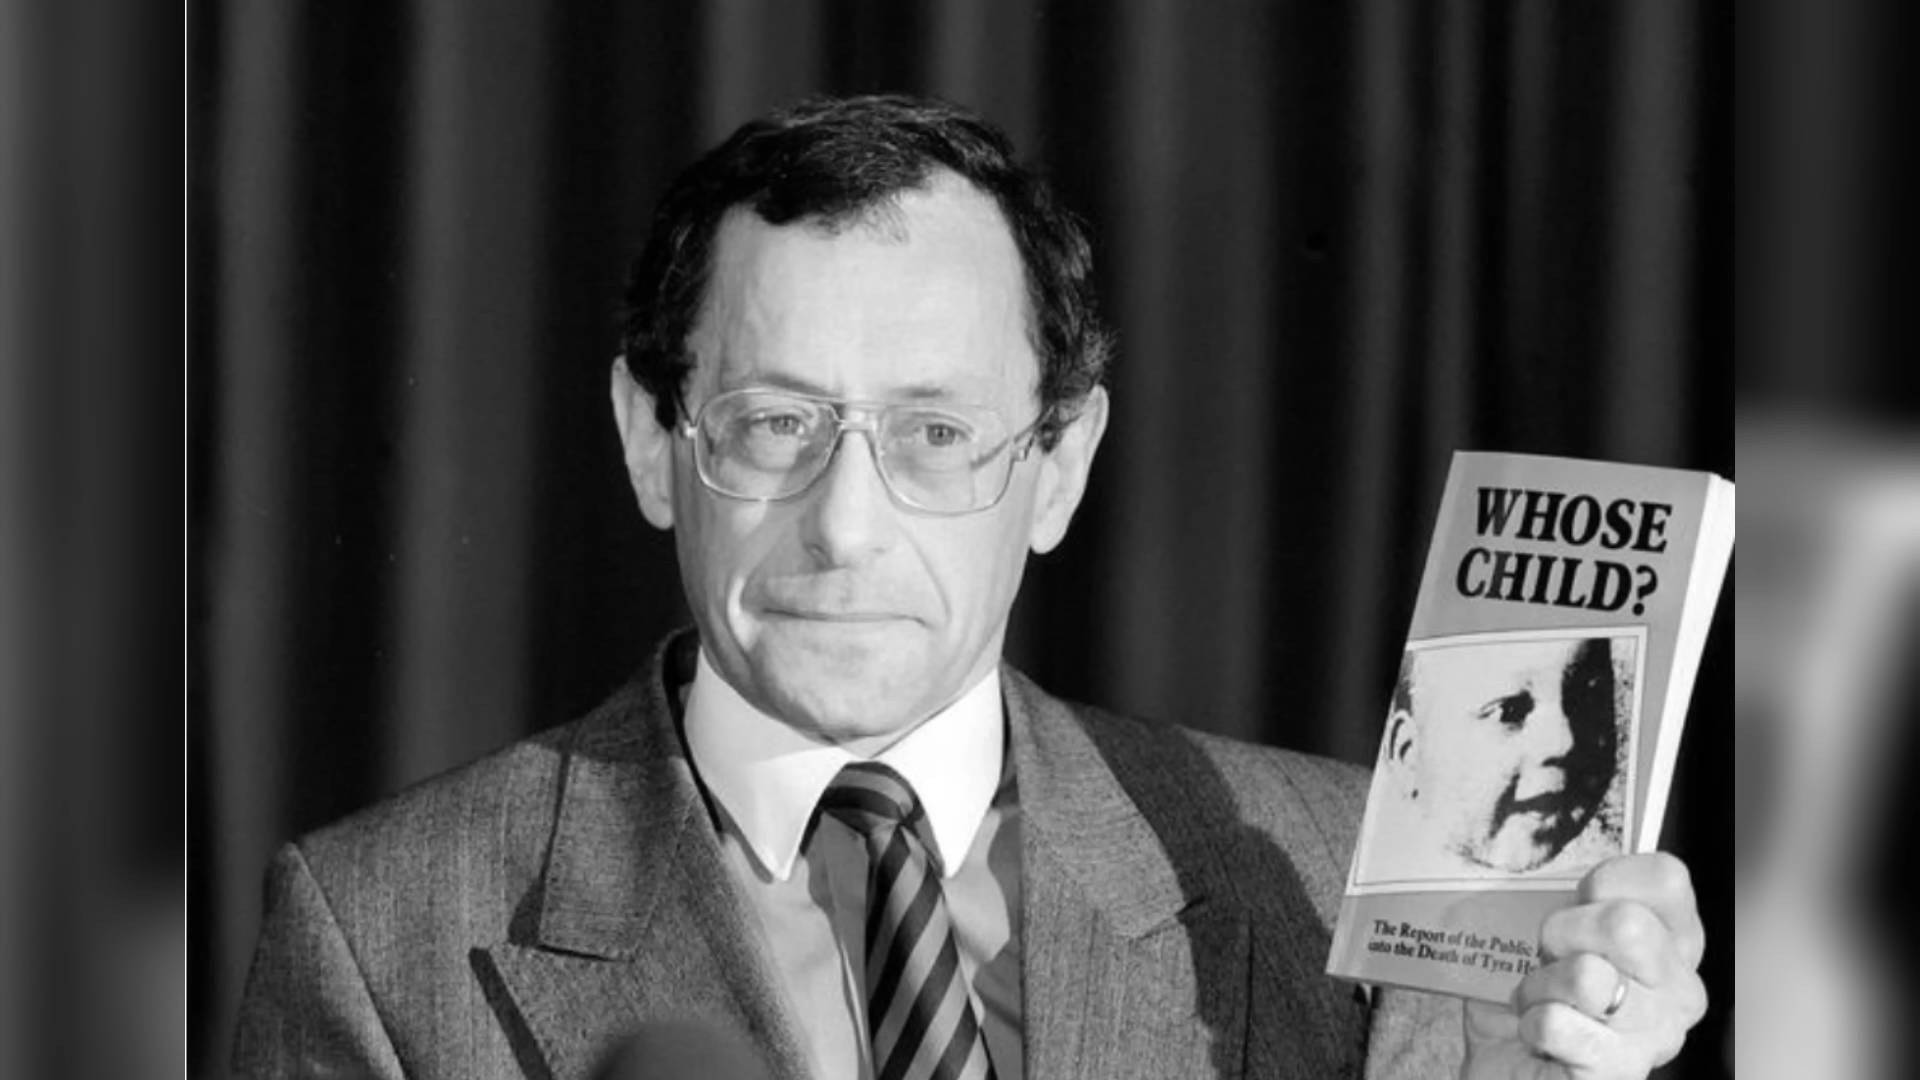 WHOSE
CHILD?
The Report of the Public
into the Death of Tyra